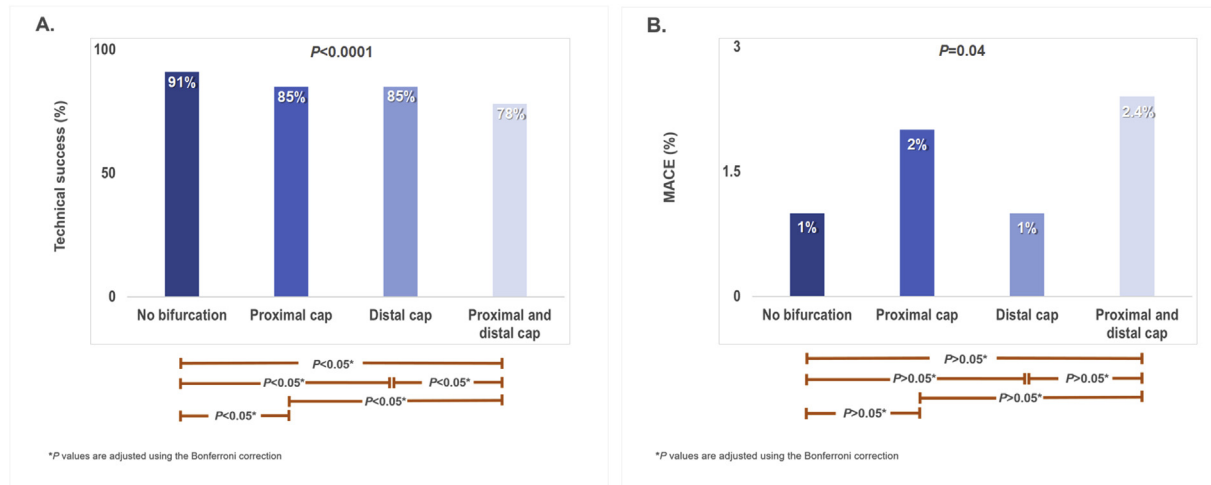 A.
P<0.0001
100
50
0
Technical success (%)
91%
85%
85%
78%
No bifurcation
Proximal cap
Distal cap
Proximal and
distal cap
P<0.05*
P<0.05*
P<0.05*
P<0.05*
P<0.05*
*P values are adjusted using the Bonferroni correction
B.
P=0.04
3
1.5
0
MACE (%)
1%
2%
1%
2.4%
No bifurcation
Proximal cap
Distal cap
Proximal and
distal cap
P>0.05*
P>0.05*
P>0.05*
P>0.05*
P>0.05*
*P values are adjusted using the Bonferroni correction